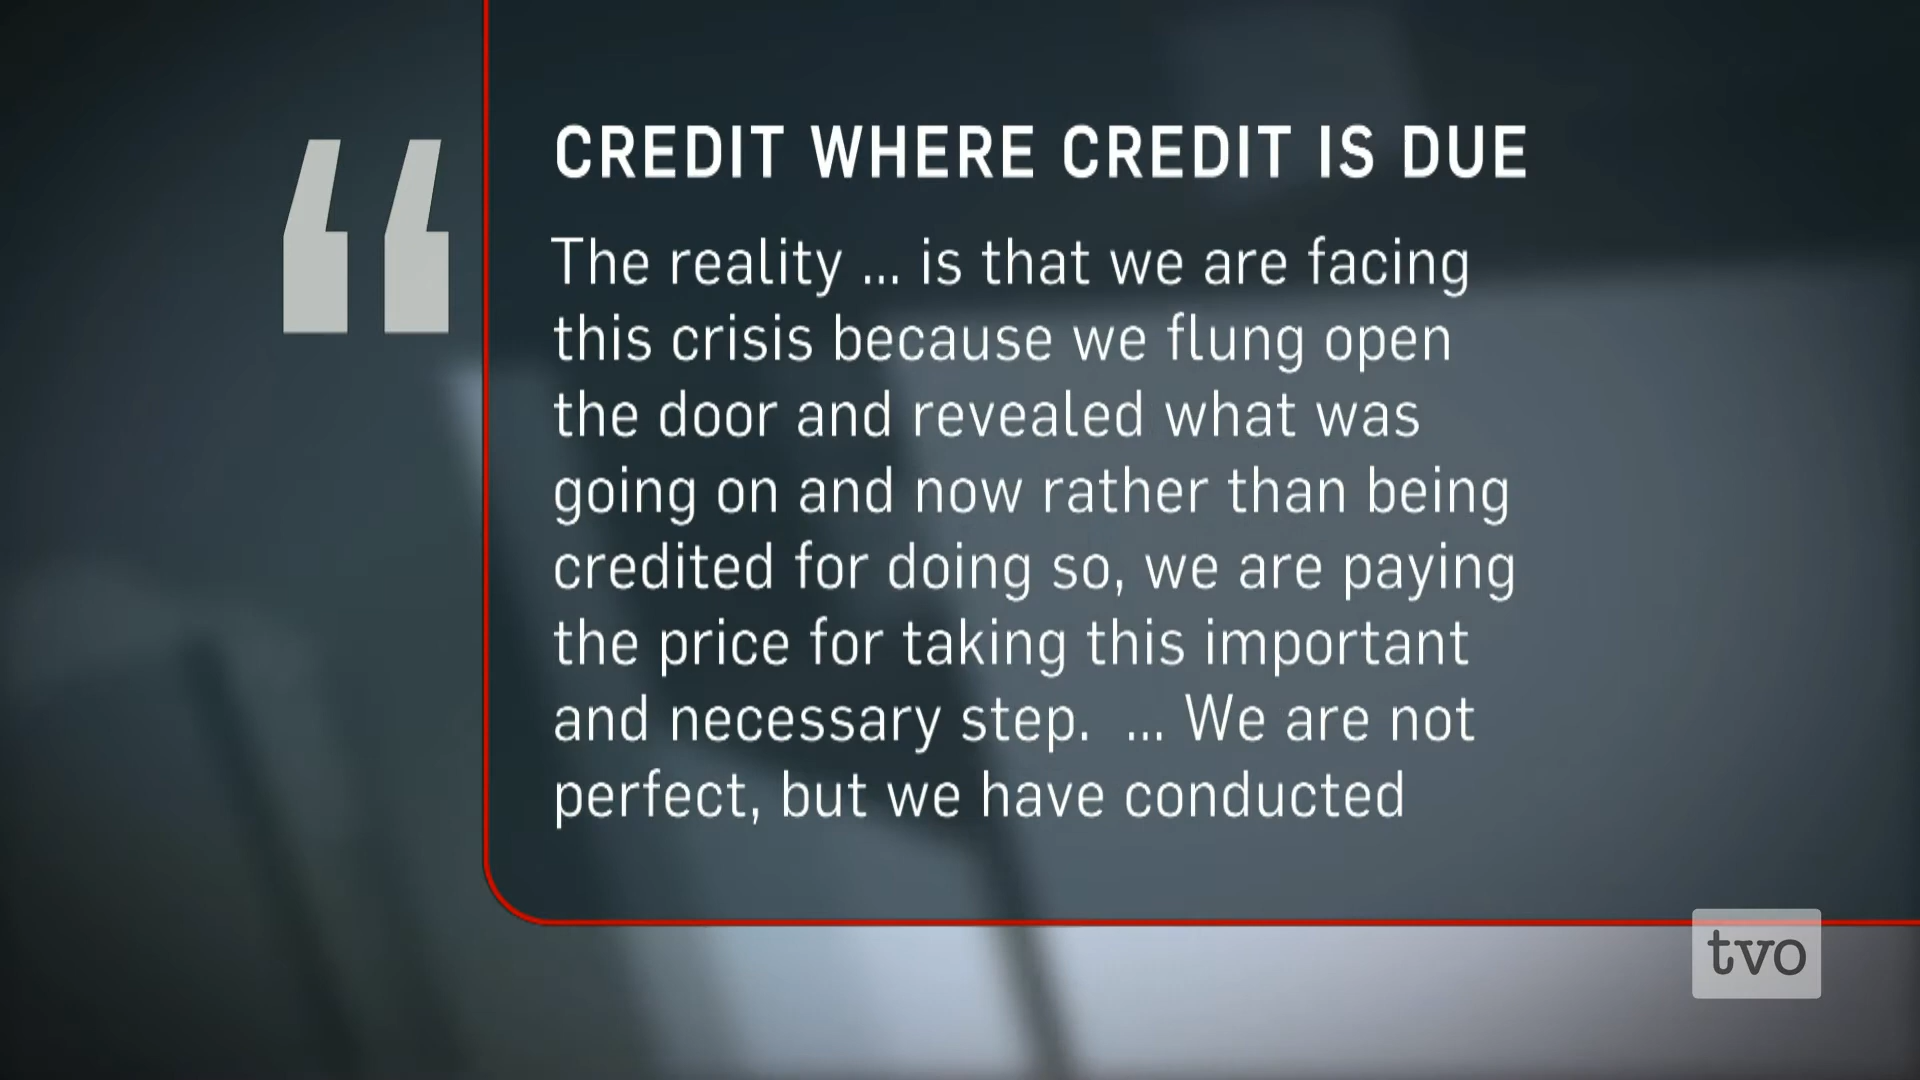 “
CREDIT WHERE CREDIT IS DUE
The reality ... is that we are facing
this crisis because we flung open
the door and revealed what was
going on and now rather than being
credited for doing so, we are paying
the price for taking this important
and necessary step.  ... We are not
perfect, but we have conducted
tvo